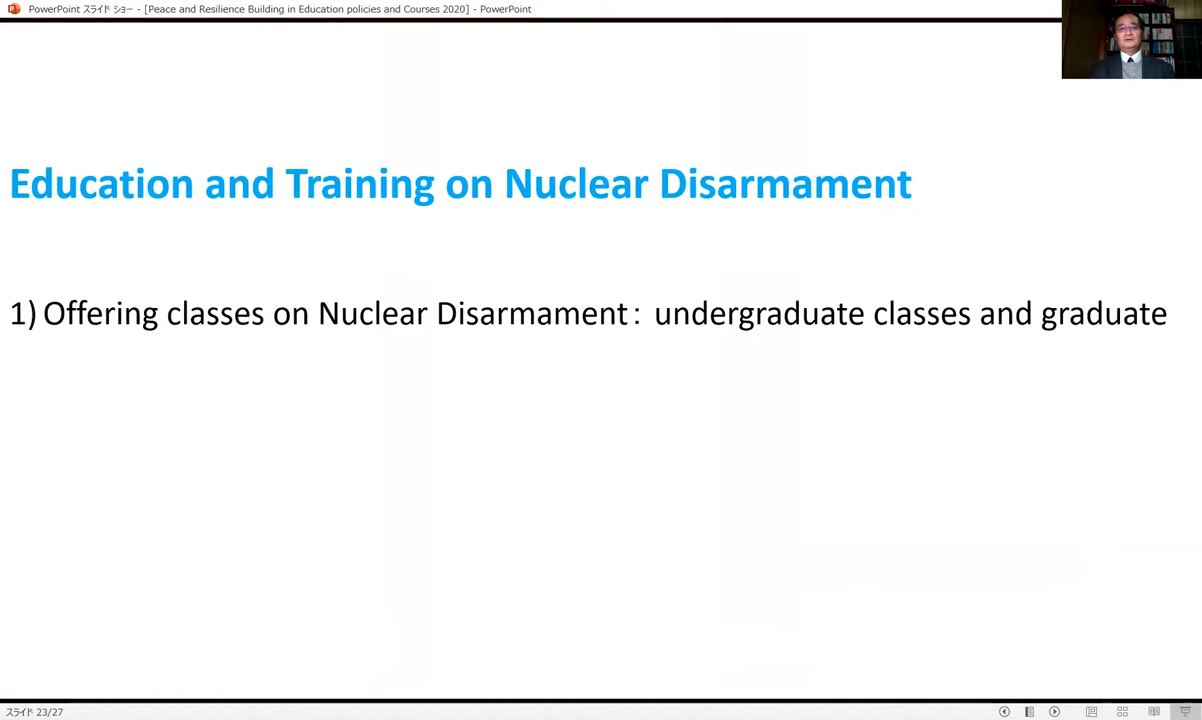 PowerPoint スライド ショー - [Peace and Resilience Building in Education policies and Courses 2020] - PowerPoint
Education and Training on Nuclear Disarmament
1) Offering classes on Nuclear Disarmament： undergraduate classes and graduate
スライド 23/27